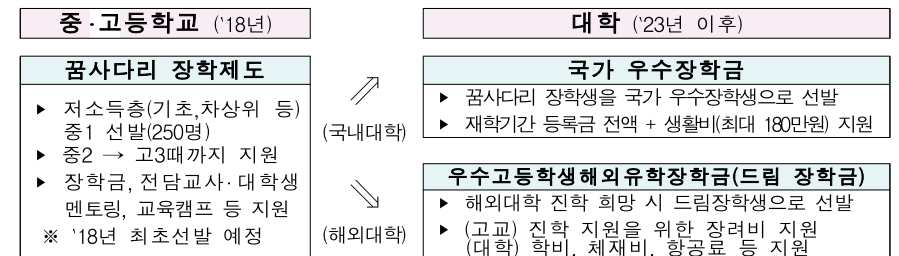 중·고등학교 ('18년)
꿈사다리 장학제도
▶ 저소득층(기초,차상위 등)
중1 선발(250명)
▶ 중2 → 고3때까지 지원
▶ 장학금, 전담교사·대학생
멘토링, 교육캠프 등 지원
※ '18년 최초선발 예정
(국내대학)
(해외대학)
대학 ('23년 이후)
국가 우수장학금
▶ 꿈사다리 장학생을 국가 우수장학생으로 선발
▶ 재학기간 등록금 전액 + 생활비(최대 180만원) 지원
우수고등학생해외유학장학금(드림 장학금)
▶ 해외대학 진학 희망 시 드림장학생으로 선발
▶ (고교) 진학 지원을 위한 장려비 지원
(대학) 학비, 체재비, 항공료 등 지원